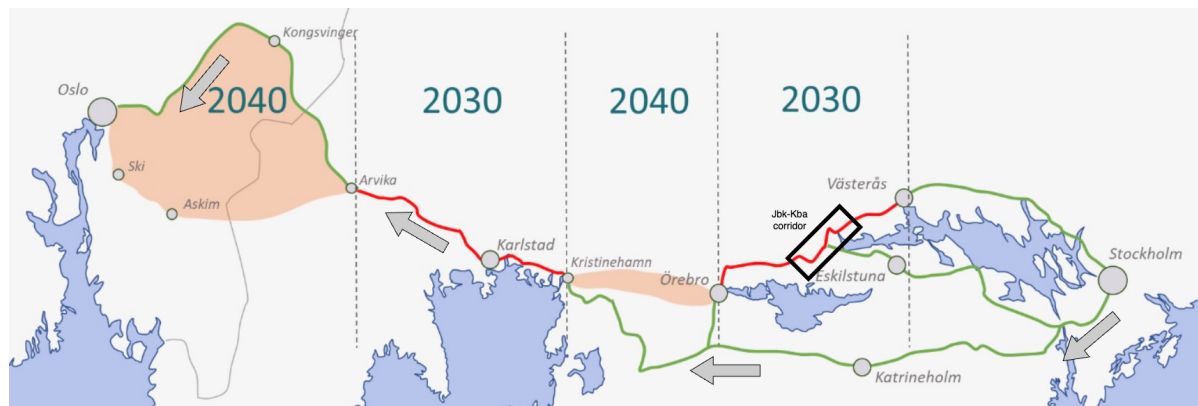 Kongsvinger
Oslo
2040
2030
2040
2030
Ski
Askim
Arvika
Västerås
Jbk-Kba
corridor
Karlstad
Kristinehamn
Örebro
Eskilstuna
Stockholm
Katrineholm